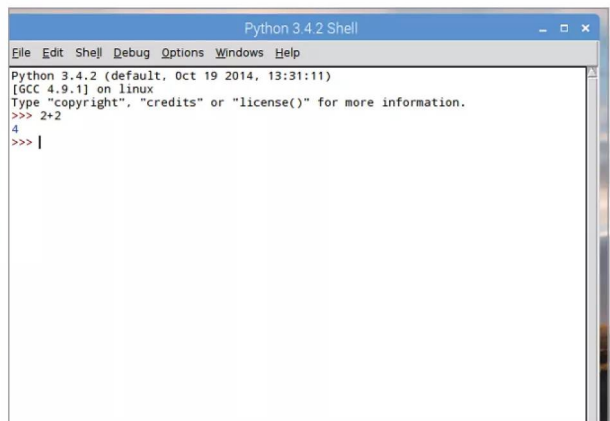 Python 3.4.2 Shell
File Edit Shell Debug Options Windows Help
Python 3.4.2 (default, Oct 19 2014, 13:31:11)
[GCC 4.9.1] on linux
Type "copyright", "credits" or "license()" for more information.
>>> 2+2
4
>>>